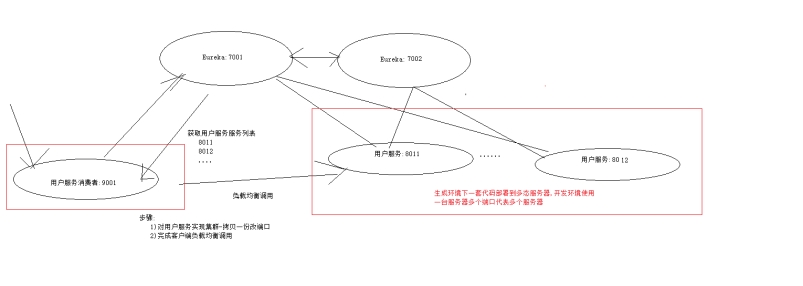 Eureka:7001
Eureka:7002
获取用户服务服务列表
8011
8012
....
用户服务:8011
......
用户服务:8012
用户服务消费者:9001
负载均衡调用
生成环境下一套代码部署到多态服务器,开发环境使用
一台服务器多个端口代表多个服务器
步骤:
1)对用户服务实现集群-拷贝一份改端口
2)完成客户端负载均衡调用